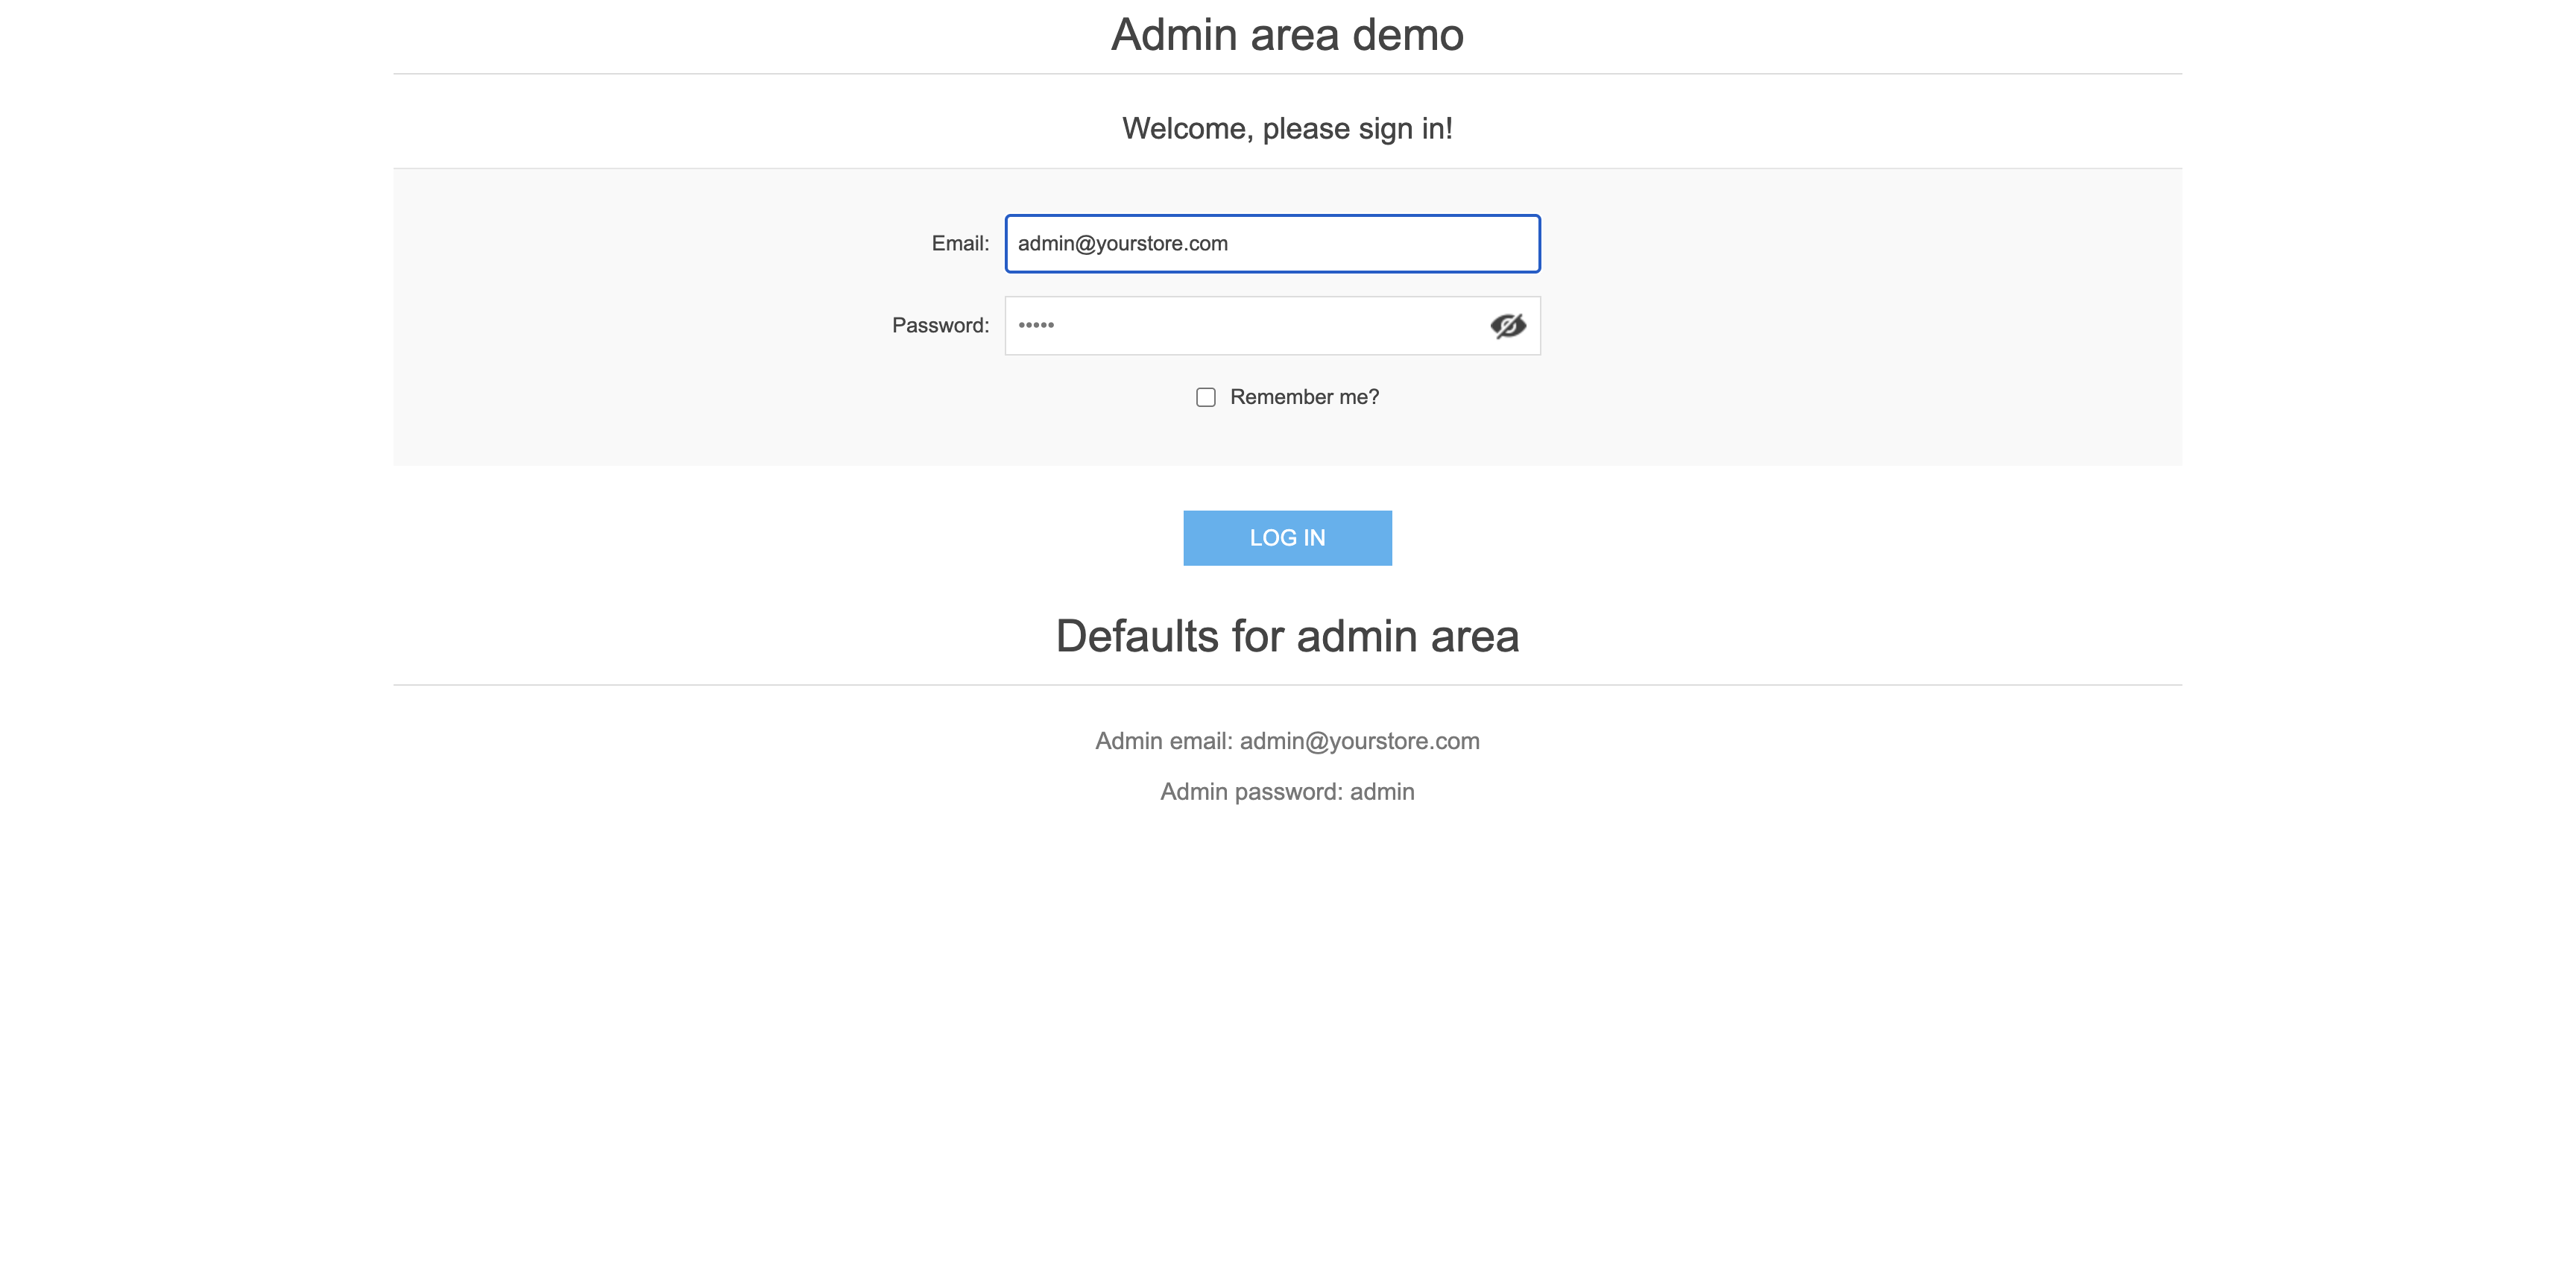 Admin area demo
Welcome, please sign in!
Email: admin@yourstore.com
Password: •••••
Remember me?
LOG IN
Defaults for admin area
Admin email: admin@yourstore.com
Admin password: admin